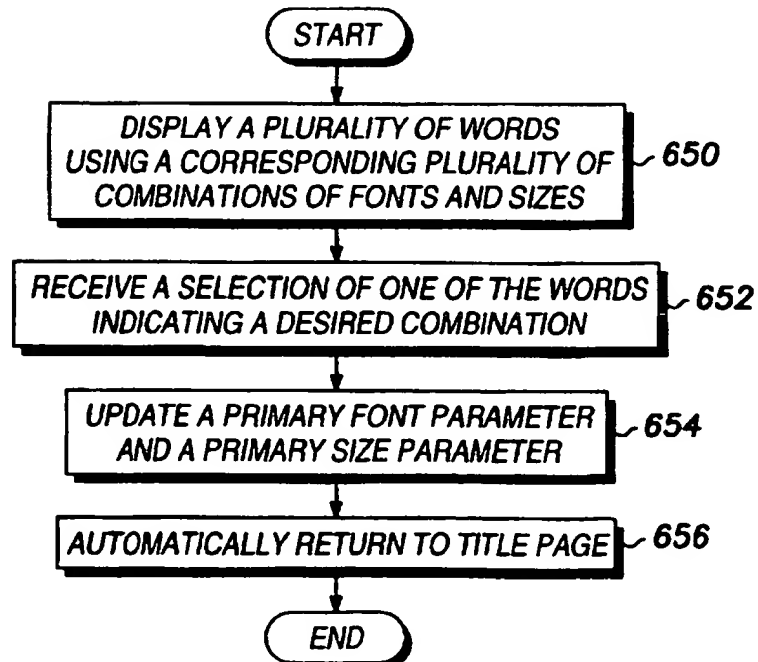 START
DISPLAY A PLURALITY OF WORDS
USING A CORRESPONDING PLURALITY OF
COMBINATIONS OF FONTS AND SIZES
650
RECEIVE A SELECTION OF ONE OF THE WORDS
INDICATING A DESIRED COMBINATION
652
UPDATE A PRIMARY FONT PARAMETER
AND A PRIMARY SIZE PARAMETER
654
AUTOMATICALLY RETURN TO TITLE PAGE
656
END